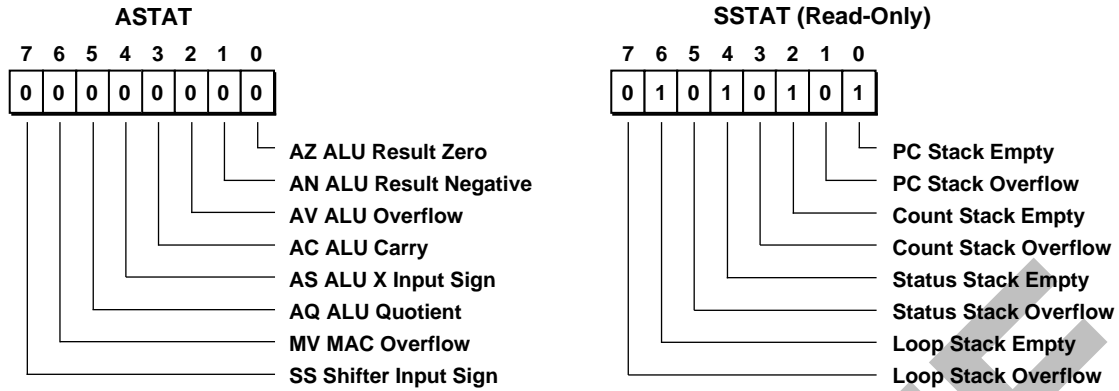 ASTAT
7 6 5 4 3 2 1 0
0 0 0 0 0 0 0 0
AZ ALU Result Zero
AN ALU Result Negative
AV ALU Overflow
AC ALU Carry
AS ALU X Input Sign
AQ ALU Quotient
MV MAC Overflow
SS Shifter Input Sign
SSTAT (Read-Only)
7 6 5 4 3 2 1 0
0 1 0 1 0 1 0 1
PC Stack Empty
PC Stack Overflow
Count Stack Empty
Count Stack Overflow
Status Stack Empty
Status Stack Overflow
Loop Stack Empty
Loop Stack Overflow